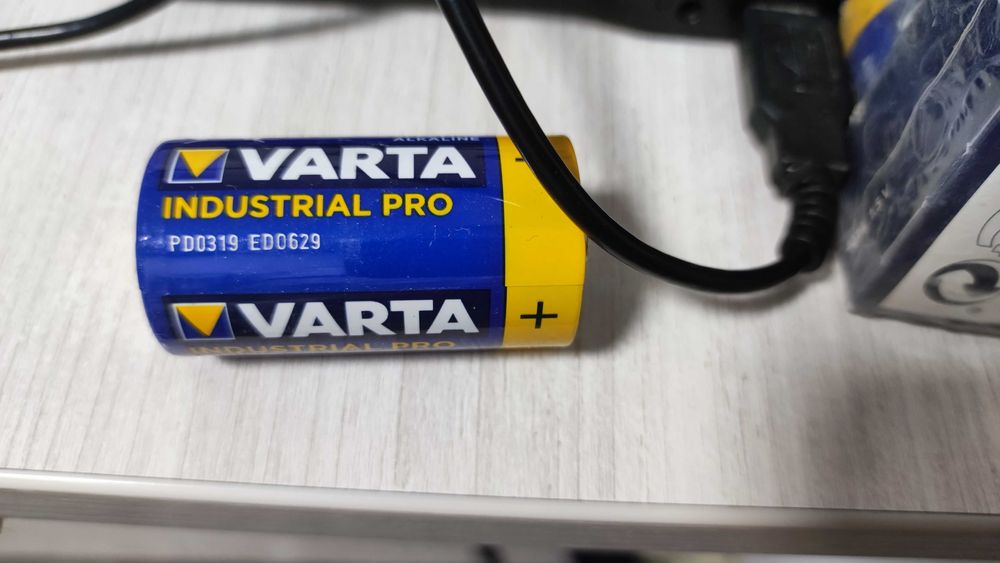 ALKALINE
VARTA
INDUSTRIAL PRO
PD0319 ED0629
VARTA
INDUSTRIAL PRO
+